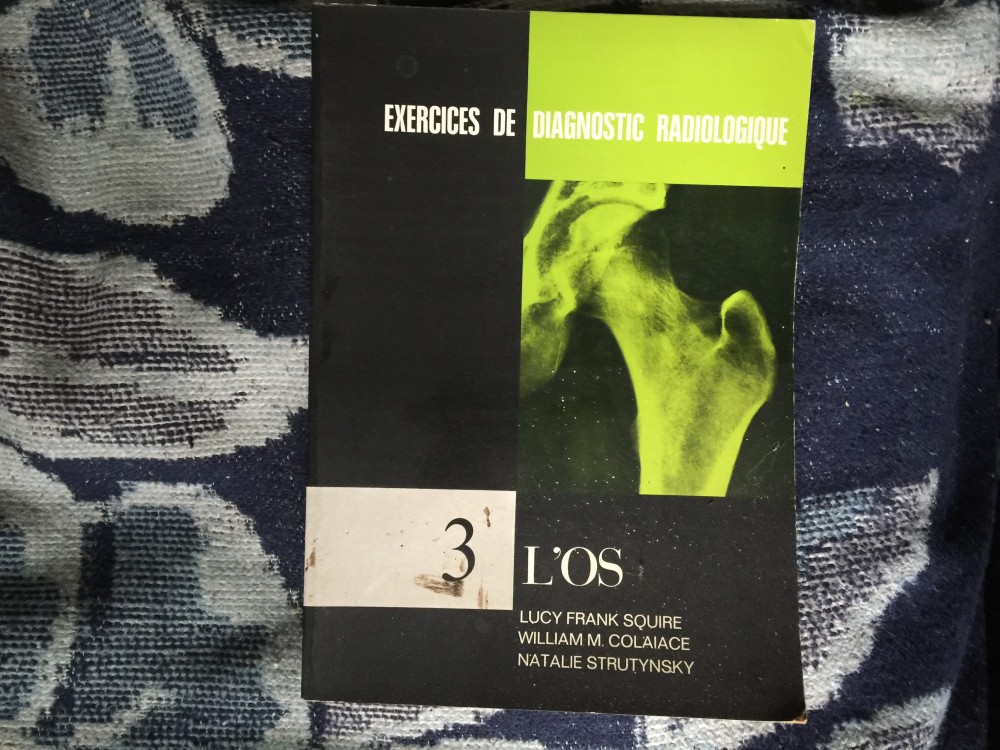 EXERCICES DE DIAGNOSTIC RADIOLOGIQUE
3
L'OS
LUCY FRANK SQUIRE
WILLIAM M. COLAIACE
NATALIE STRUTYNSKY